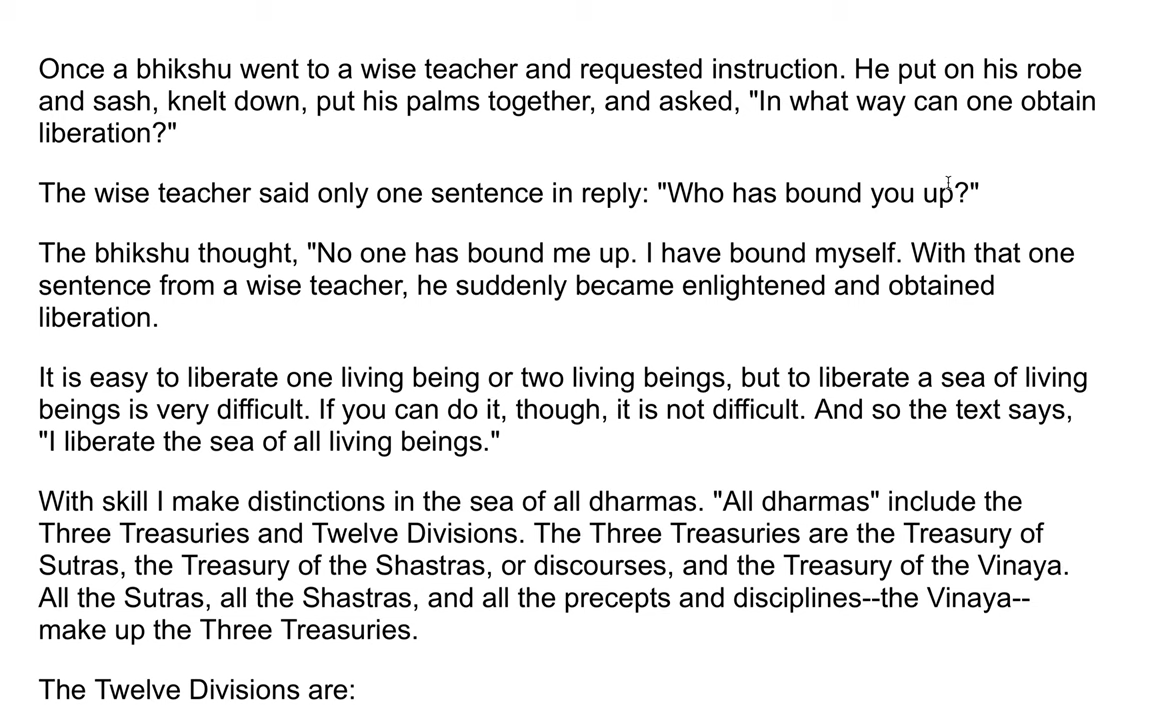 Once a bhikshu went to a wise teacher and requested instruction. He put on his robe
and sash, knelt down, put his palms together, and asked, "In what way can one obtain
liberation?"
The wise teacher said only one sentence in reply: "Who has bound you up?"
The bhikshu thought, "No one has bound me up. I have bound myself. With that one
sentence from a wise teacher, he suddenly became enlightened and obtained
liberation.
It is easy to liberate one living being or two living beings, but to liberate a sea of living
beings is very difficult. If you can do it, though, it is not difficult. And so the text says,
"I liberate the sea of all living beings."
With skill I make distinctions in the sea of all dharmas. "All dharmas" include the
Three Treasuries and Twelve Divisions. The Three Treasuries are the Treasury of
Sutras, the Treasury of the Shastras, or discourses, and the Treasury of the Vinaya.
All the Sutras, all the Shastras, and all the precepts and disciplines--the Vinaya--
make up the Three Treasuries.
The Twelve Divisions are: